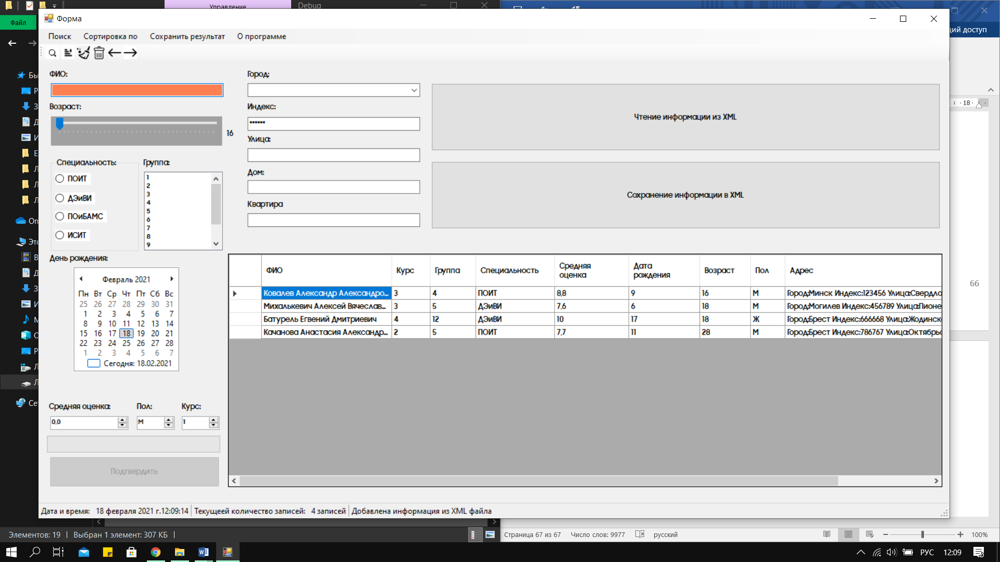 Управление
Debug
Файл
Форма
ий доступ
Поиск Сортировка по Сохранить результат О программе
ФИО:
Город:
Возраст:
16
Индекс:
••••••
Чтение информации из XML
Улица:
Специальность:
ПОИТ
ДЭиВИ
ПОиБАМС
ИСИТ
Группа:
1
2
3
4
5
6
7
8
9
Дом:
Квартира
Сохранение информации в XML
День рождения:
Февраль 2021
Пн Вт Ср Чт Пт Сб Вс
25 26 27 28 29 30 31
1 2 3 4 5 6 7
8 9 10 11 12 13 14
15 16 17 18 19 20 21
22 23 24 25 26 27 28
1 2 3 4 5 6 7
Сегодня: 18.02.2021
ФИО Курс Группа Специальность Средняя оценка Дата рождения Возраст Пол Адрес
Ковалев Александр Александро... 3 4 ПОИТ 8,8 9 16 М Город:Минск Индекс:123456 Улица:Свердло
Михалькевич Алексей Вячеслав... 3 5 ДЭиВИ 7,6 6 18 М Город:Могилев Индекс:456789 Улица:Пионе
Батурель Егвений Дмитриевич 4 12 ДЭиВИ 10 17 18 Ж Город:Брест Индекс:666668 Улица:Жодинск
Качанова Анастасия Александр... 2 5 ПОИТ 7,7 11 28 М Город:Брест Индекс:786767 Улица:Октябрьс
Средняя оценка: Пол: Курс:
0,0 М 1
Подтвердить
Дата и время: 18 февраля 2021 г.12:09:14 Текущеей количество записей: 4 записей Добавлена информация из XML файла
18
66
Элементов: 19 Выбран 1 элемент: 307 КБ
Страница 67 из 67 Число слов: 9977 русский 100%
РУС 12:09